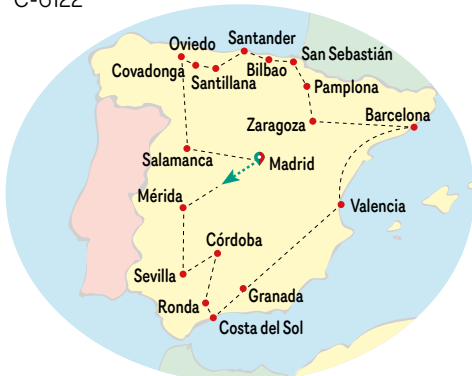 C-6122
Santander
Oviedo
San Sebastián
Covadonga
Bilbao
Santillana
Pamplona
Barcelona
Zaragoza
Salamanca
Madrid
Mérida
Valencia
Córdoba
Sevilla
Granada
Ronda
Costa del Sol